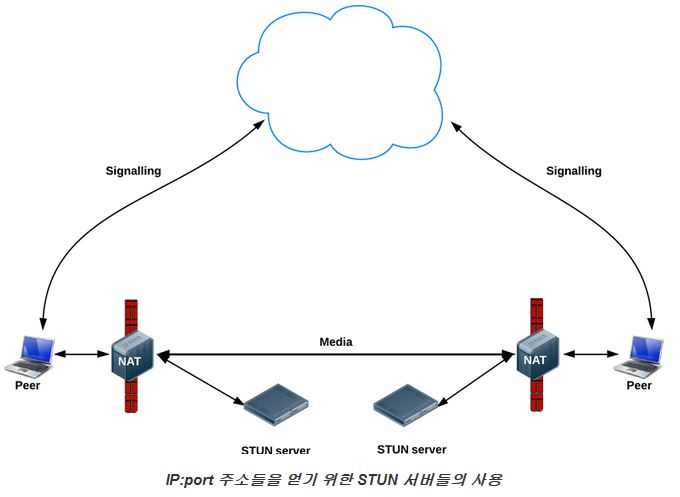 Signalling
Signalling
Media
NAT
NAT
Peer
Peer
STUN server
STUN server
IP:port 주소들을 얻기 위한 STUN 서버들의 사용